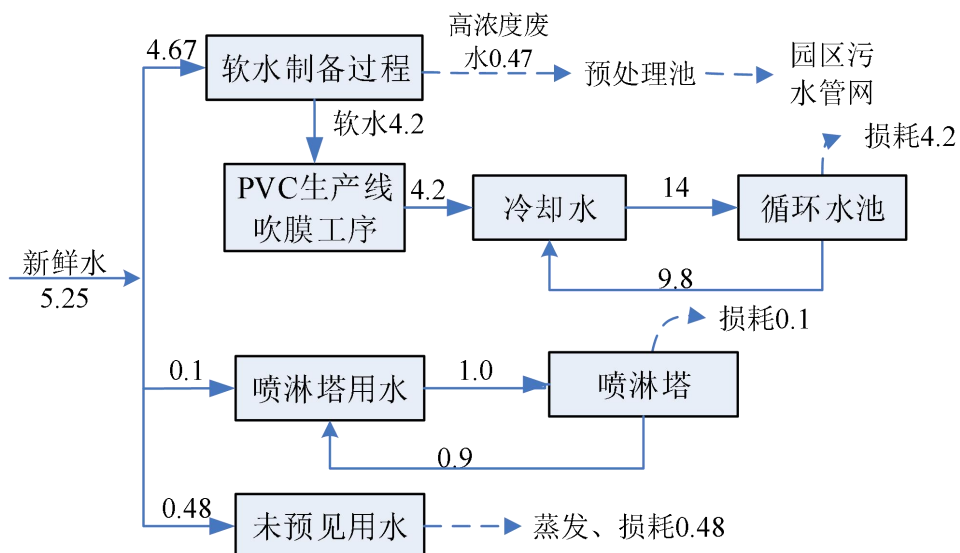 4.67
软水制备过程
高浓度废
水0.47
预处理池
园区污
水管网
软水4.2
损耗4.2
PVC生产线
吹膜工序
4.2
冷却水
14
循环水池
9.8
新鲜水
5.25
损耗0.1
0.1
喷淋塔用水
1.0
喷淋塔
0.9
0.48
未预见用水
蒸发、损耗0.48